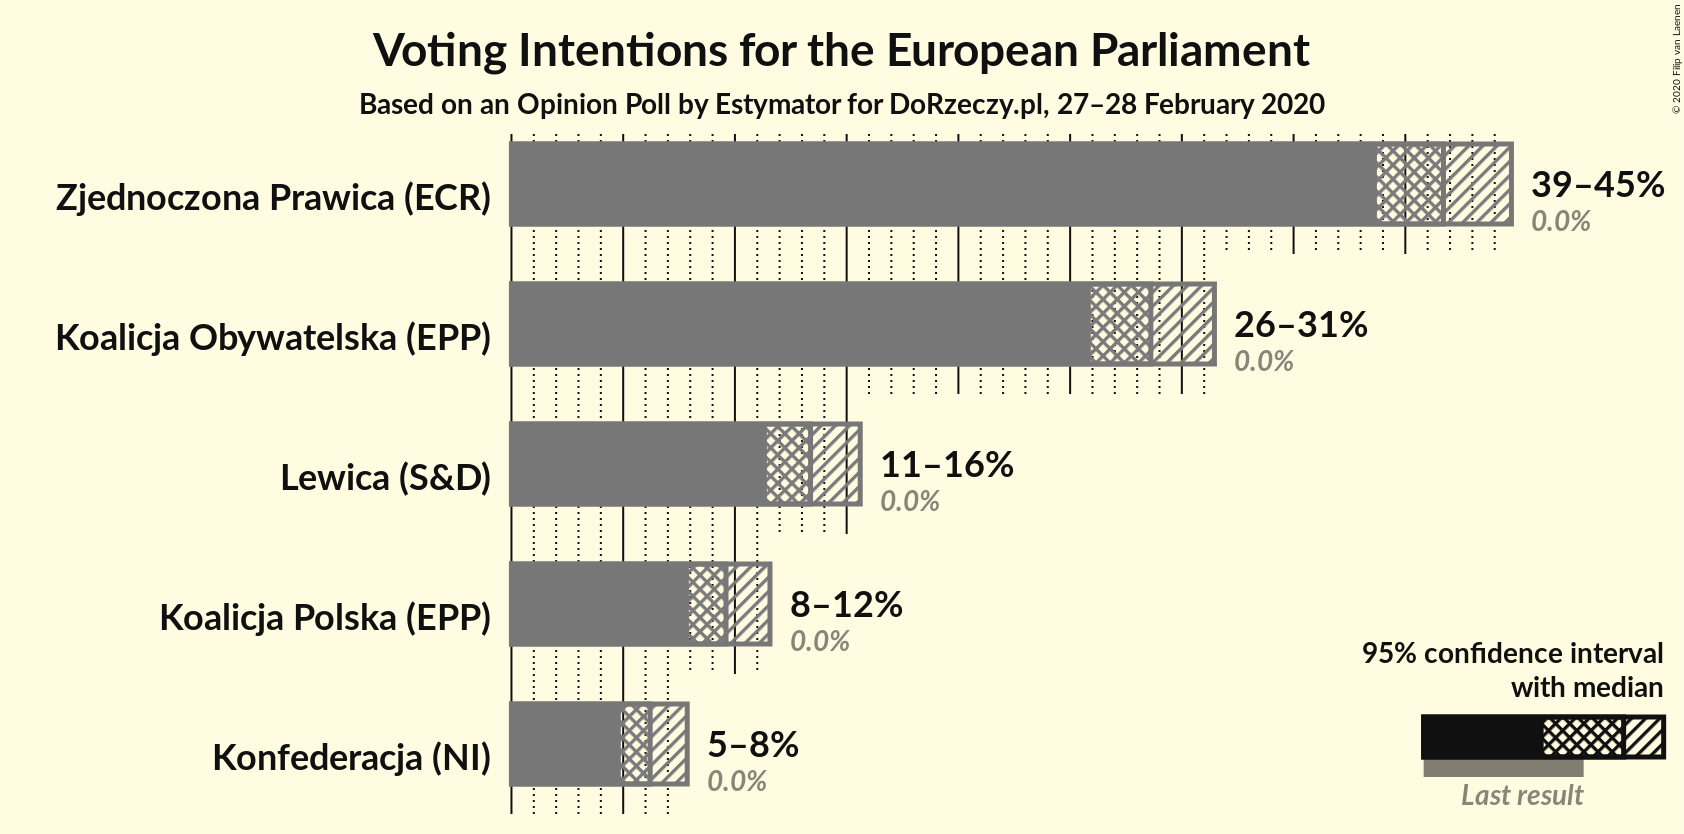 Voting Intentions for the European Parliament
Based on an Opinion Poll by Estymator for DoRzeczy.pl, 27–28 February 2020
© 2020 Filip van Laenen
Zjednoczona Prawica (ECR)
39–45%
0.0%
Koalicja Obywatelska (EPP)
26–31%
0.0%
Lewica (S&D)
11–16%
0.0%
Koalicja Polska (EPP)
8–12%
0.0%
Konfederacja (NI)
5–8%
0.0%
95% confidence interval
with median
Last result